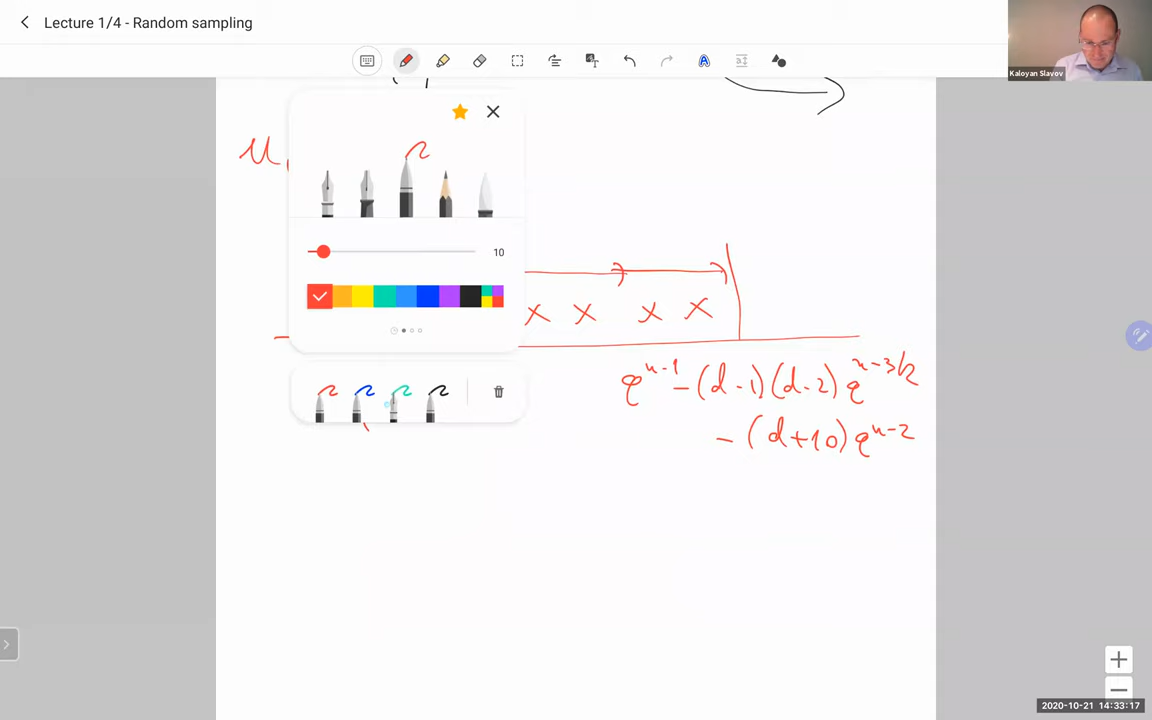 Lecture 1/4 - Random sampling
Kaloyan Slavov
10
x x x x
q^{n-1} - (d-1)(d-2) q^{n-3/2}
- (d+10) q^{n-2}
2020-10-21 14:33:17